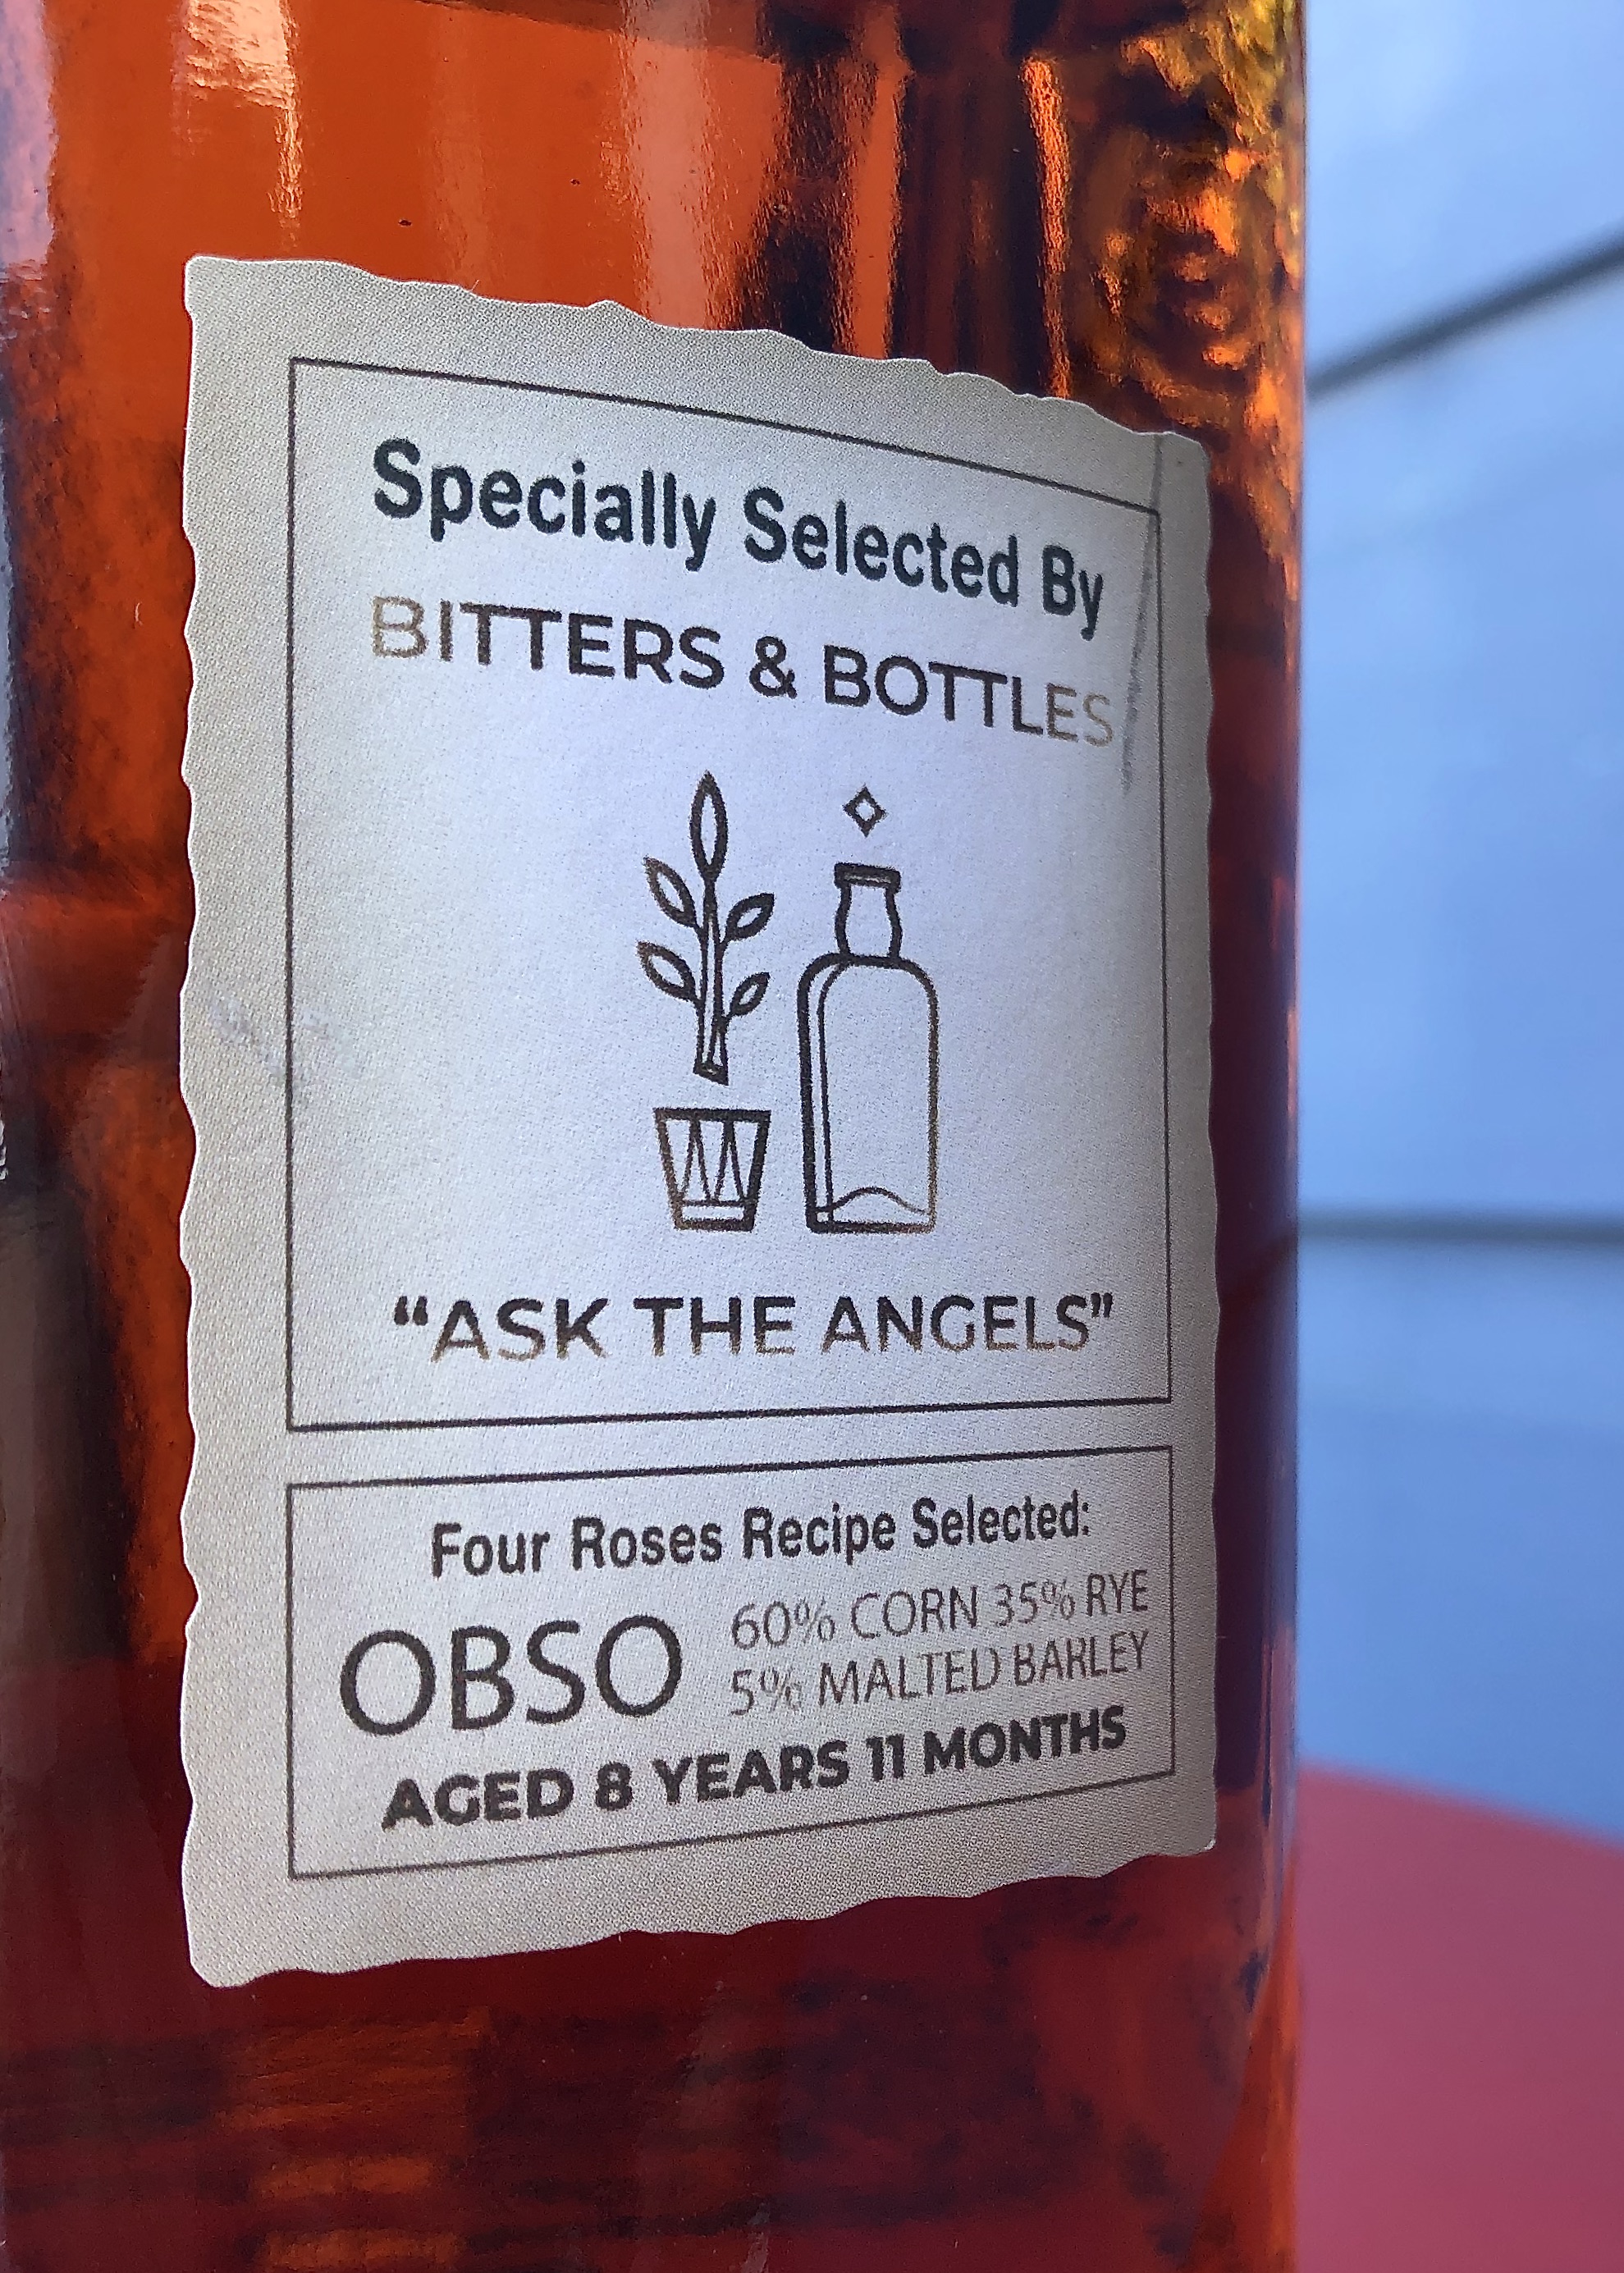 Specially Selected By
BITTERS & BOTTLES
“ASK THE ANGELS”
Four Roses Recipe Selected:
OBSO
60% CORN 35% RYE
5% MALTED BARLEY
AGED 8 YEARS 11 MONTHS